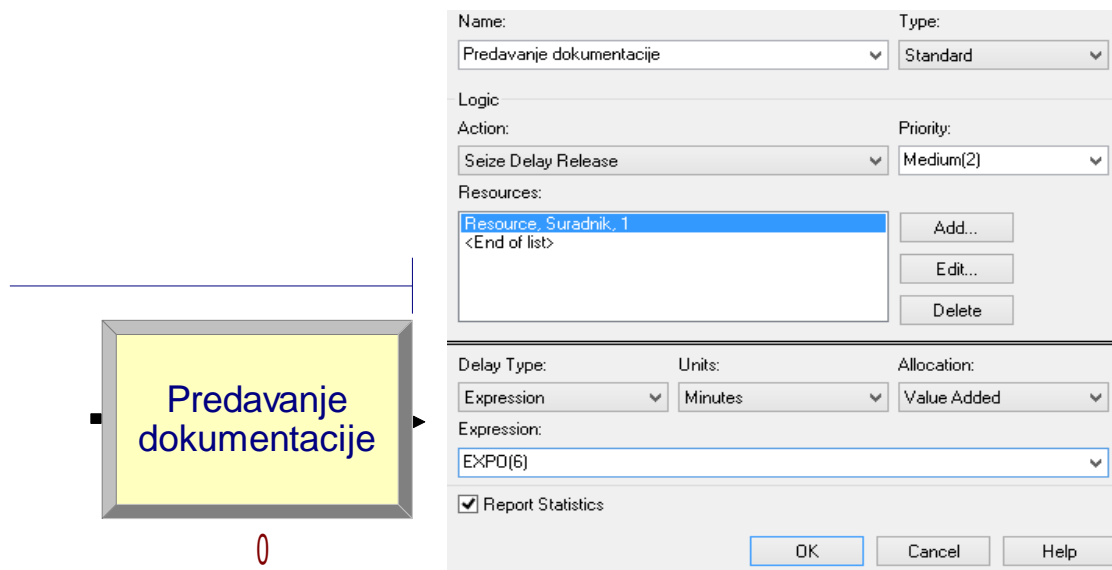 Name:
Type:
Predavanje dokumentacije
Standard
Logic
Action:
Priority:
Seize Delay Release
Medium(2)
Resources:
Resource, Suradnik, 1
<End of list>
Add...
Edit...
Delete
Delay Type:
Units:
Allocation:
Expression
Minutes
Value Added
Expression:
EXPO(6)
Report Statistics
OK
Cancel
Help
Predavanje
dokumentacije
0